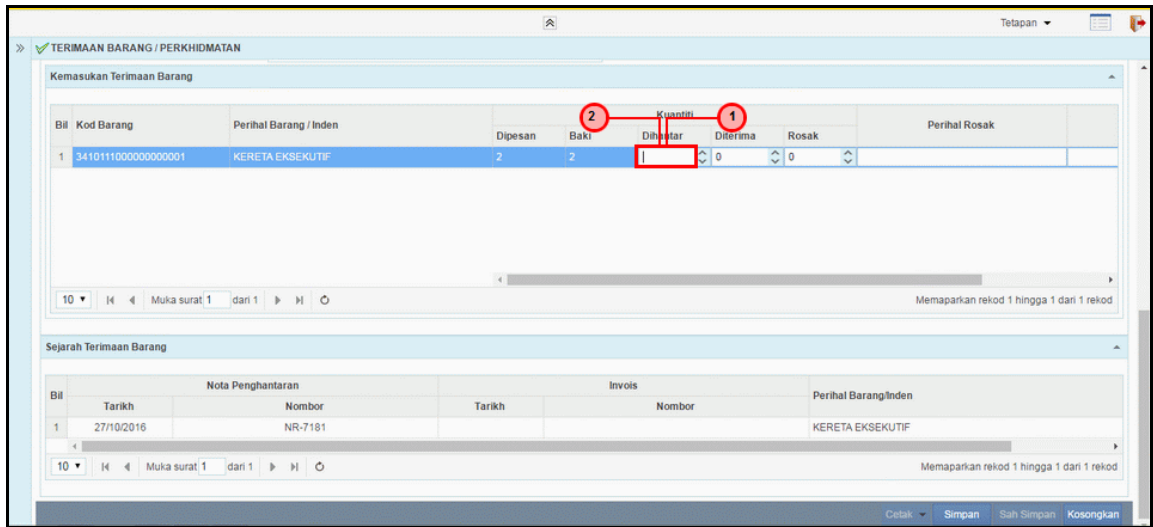 Tetapan
TERIMAAN BARANG / PERKHIDMATAN
Kemasukan Terimaan Barang
Bil Kod Barang Perihal Barang / Inden Kuantiti Perihal Rosak
Dipesan Baki Dihantar Diterima Rosak
2 1
1 3410111000000000001 KERETA EKSEKUTIF 2 2 0 0
10 Muka surat 1 dari 1 Memaparkan rekod 1 hingga 1 dari 1 rekod
Sejarah Terimaan Barang
Bil Nota Penghantaran Invois Perihal Barang/Inden
Tarikh Nombor Tarikh Nombor
1 27/10/2016 NR-7181 KERETA EKSEKUTIF
10 Muka surat 1 dari 1 Memaparkan rekod 1 hingga 1 dari 1 rekod
Cetak Simpan Sah Simpan Kosongkan